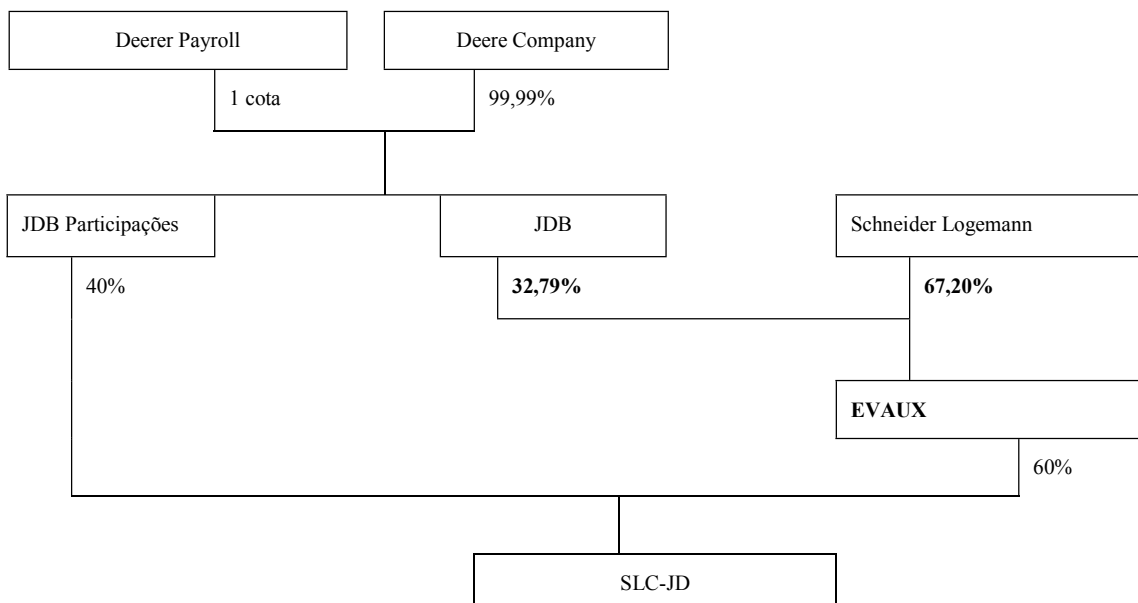 Deerer Payroll
Deere Company
1 cota
99,99%
JDB Participações
JDB
Schneider Logemann
40%
32,79%
67,20%
EVAUX
60%
SLC-JD